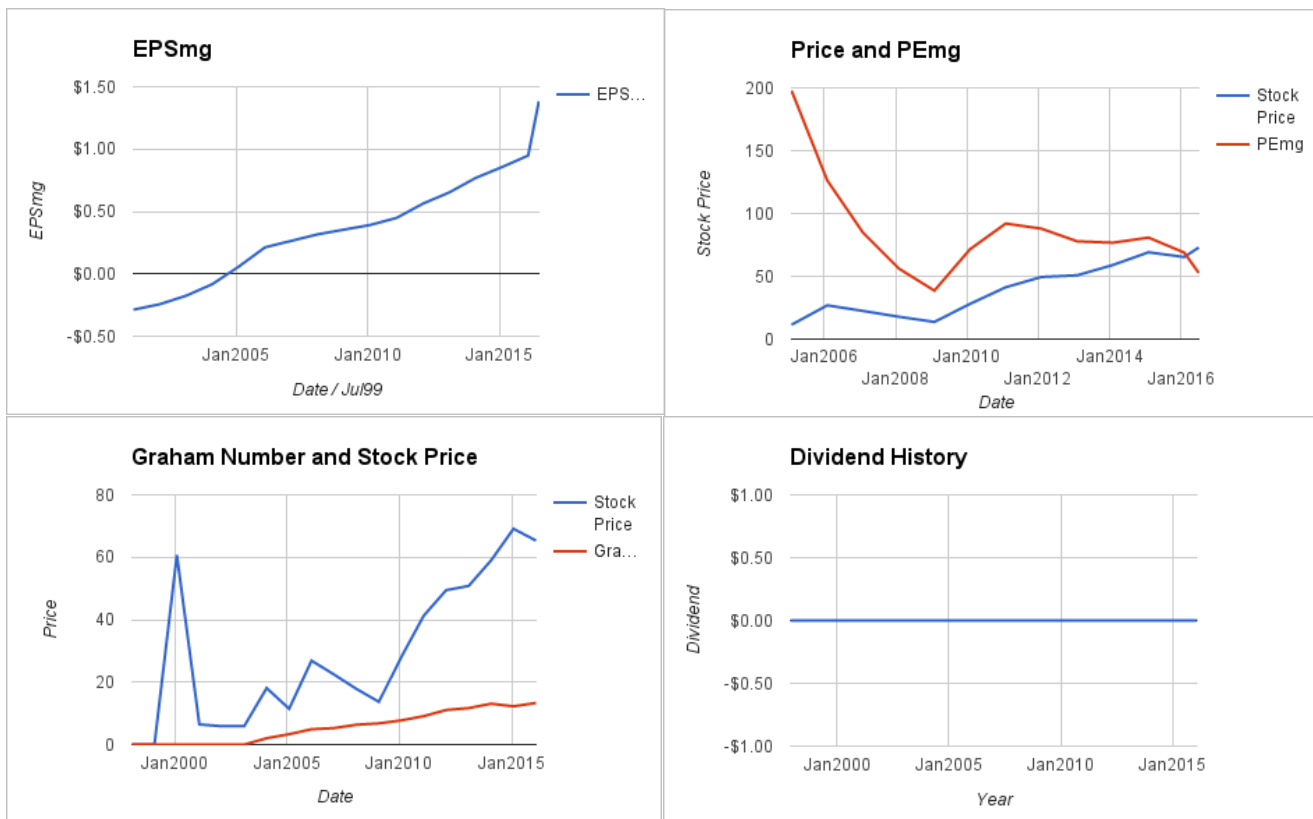 EPSmg
$1.50
$1.00
$0.50
$0.00
-$0.50
EPSmg
Jan2005
Jan2010
Jan2015
Date / Jul99
EPS...
Price and PEmg
200
150
100
50
0
Stock Price
Jan2006
Jan2008
Jan2010
Jan2012
Jan2014
Jan2016
Date
Stock
Price
PEmg
Graham Number and Stock Price
80
60
40
20
0
Price
Jan2000
Jan2005
Jan2010
Jan2015
Date
Stock
Price
Gra...
Dividend History
$1.00
$0.50
$0.00
-$0.50
-$1.00
Dividend
Jan2000
Jan2005
Jan2010
Jan2015
Year